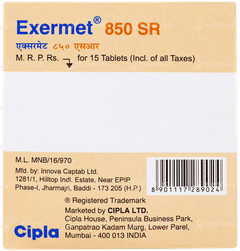 Exermet® 850 SR
एक्सरमेट ८५० एसआर
M. R. P. Rs. for 15 Tablets (Incl. of all Taxes)
M.L. MNB/16/970
Mfd. by: Innova Captab Ltd.
1281/1, Hilltop Indl. Estate, Near EPIP
Phase-I, Jharmajri, Baddi - 173 205 (H.P.)
8 901117 289024
® Registered Trademark
Marketed by CIPLA LTD.
Cipla House, Peninsula Business Park,
Ganpatrao Kadam Marg, Lower Parel,
Mumbai - 400 013 INDIA
Cipla